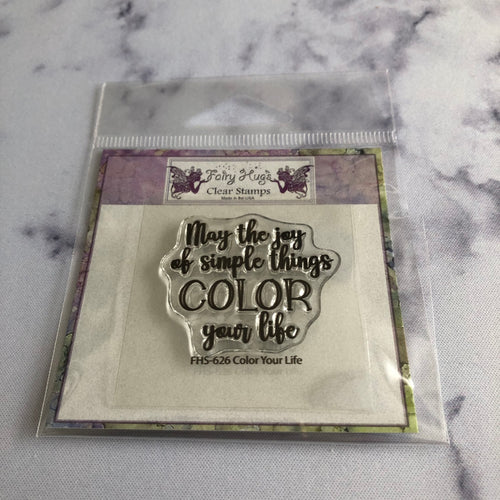 Fairy Hugs
Clear Stamps
Made in the USA
May the joy
of simple things
COLOR
your life
FHS-626 Color Your Life